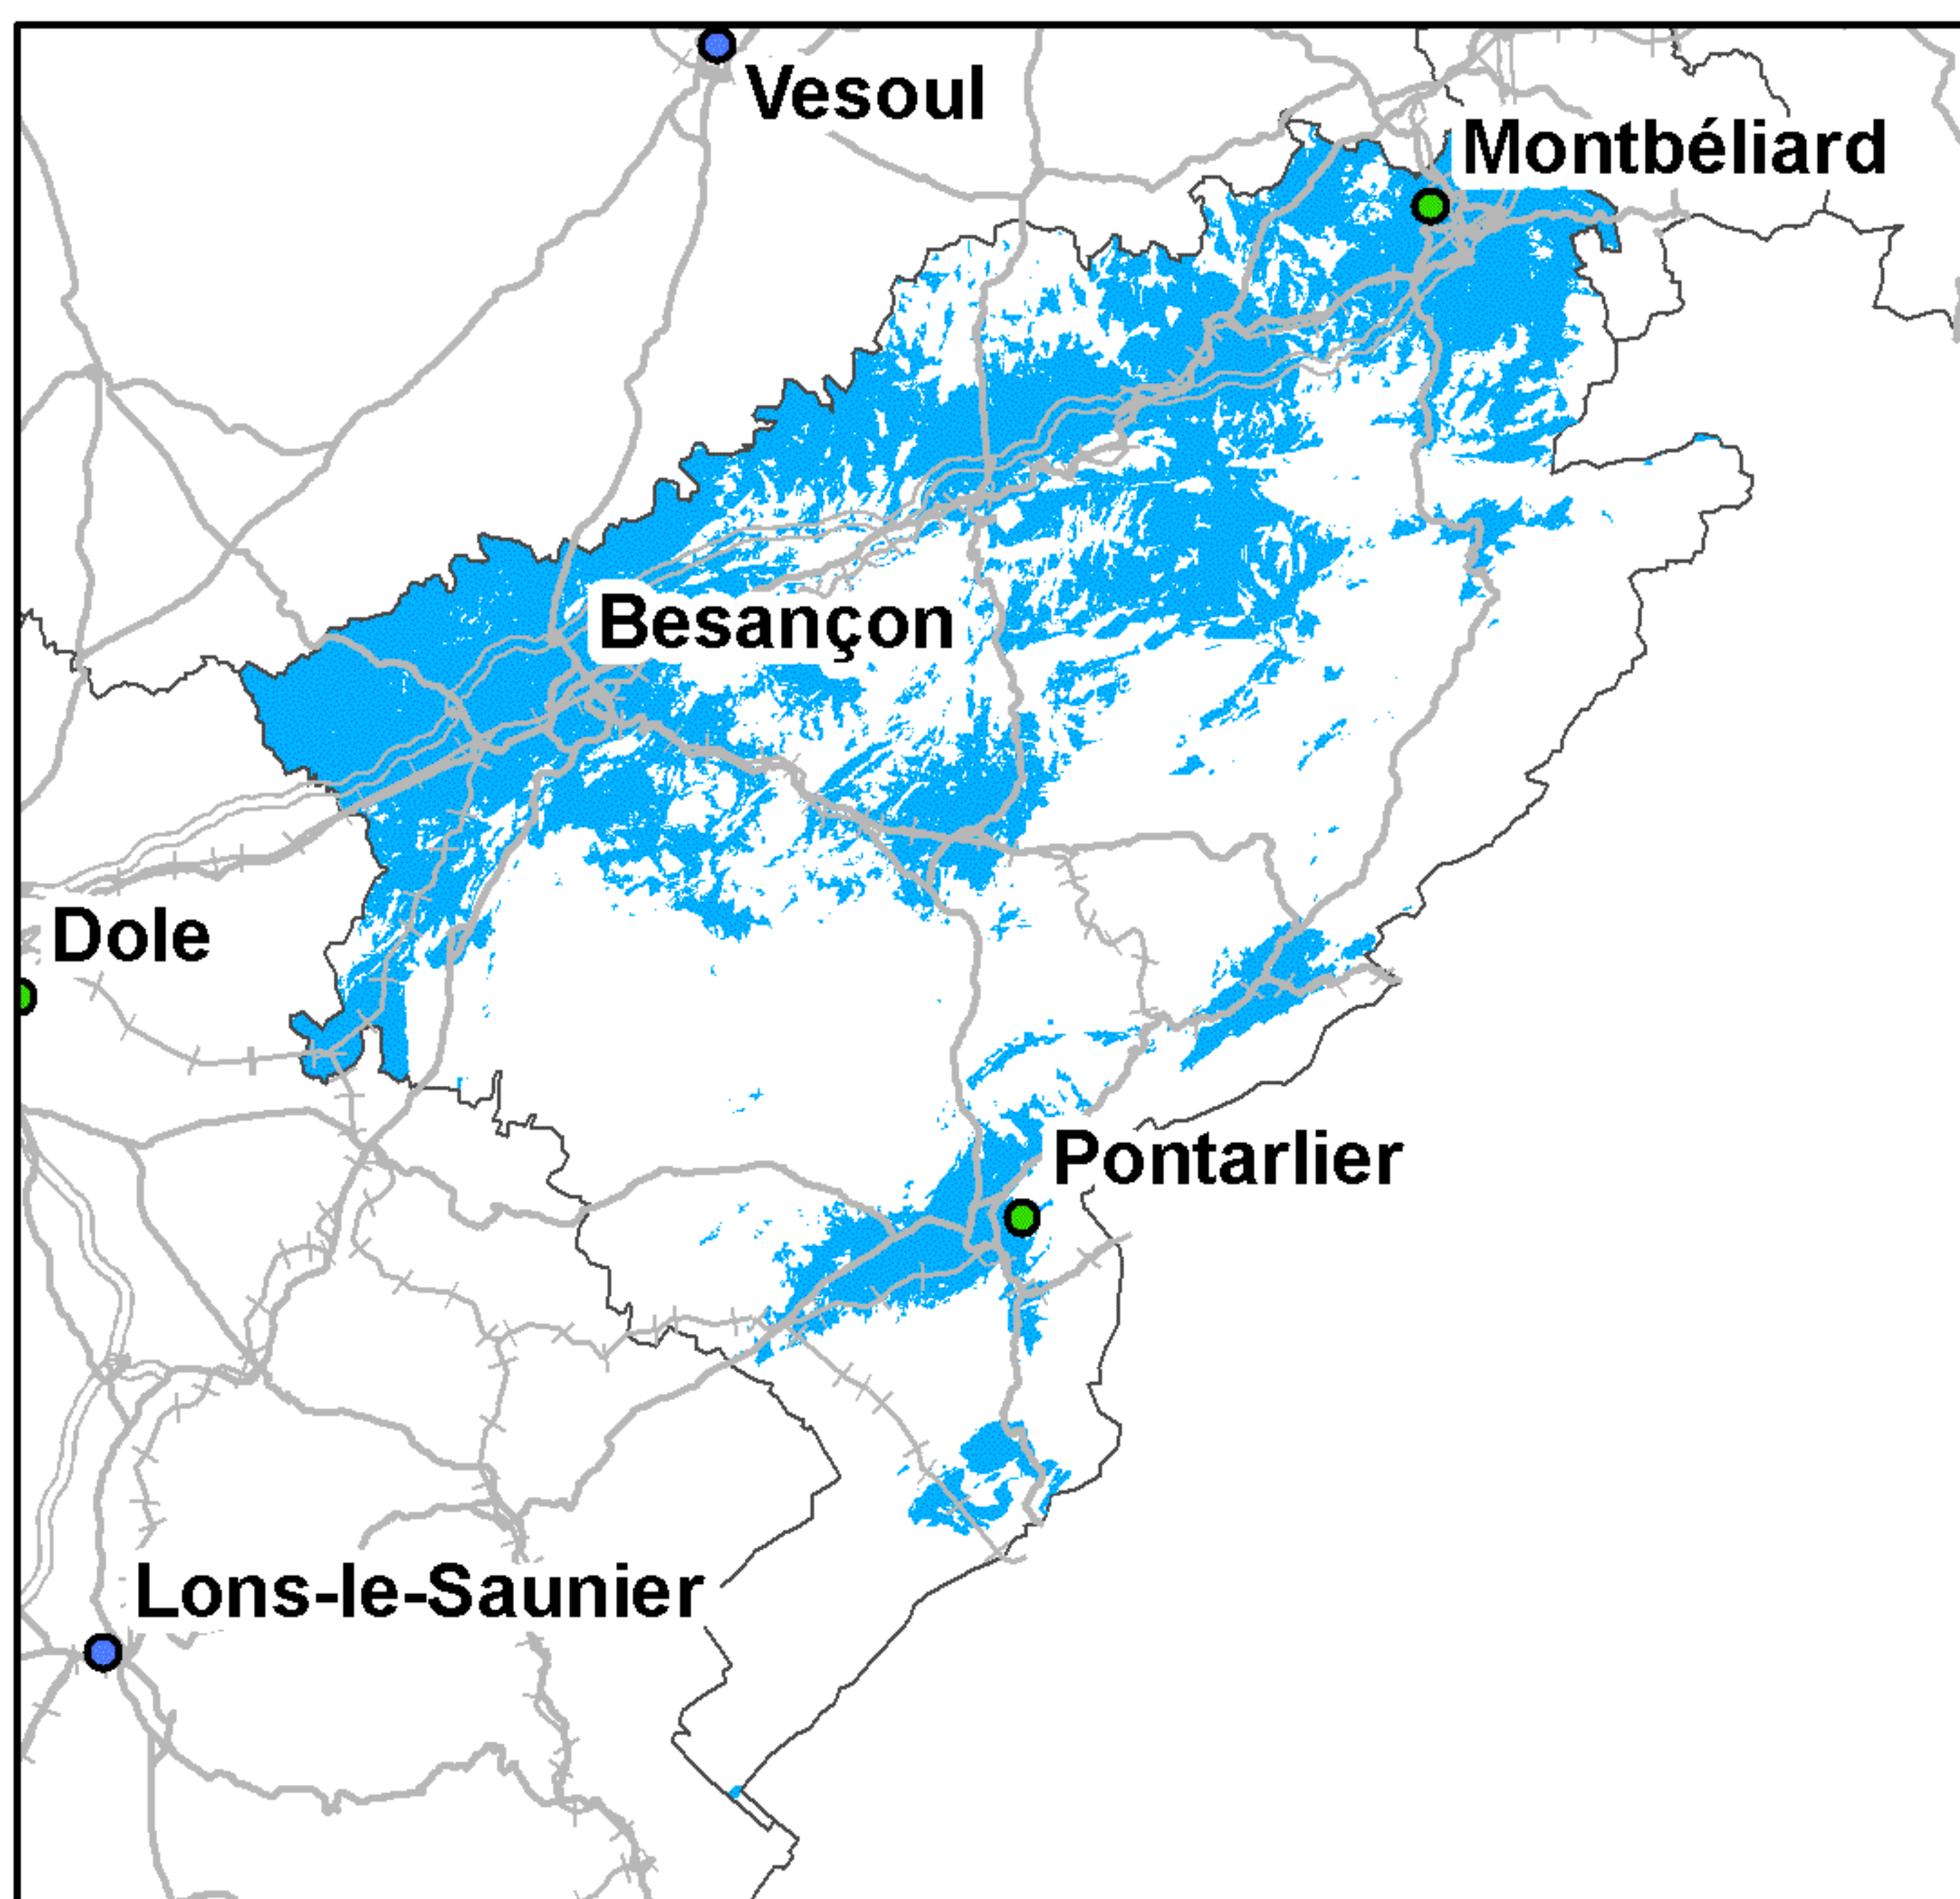 Vesoul
Montbéliard
Besançon
Dole
Pontarlier
Lons-le-Saunier